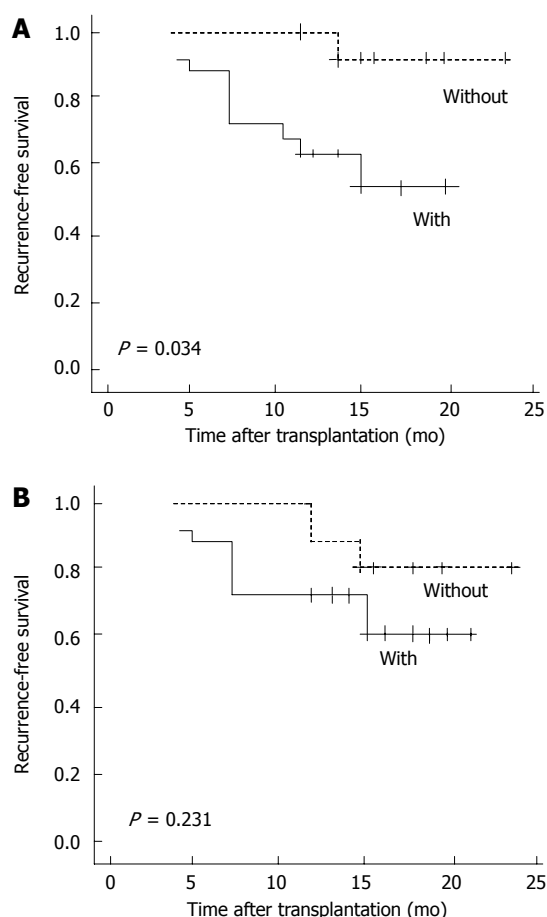 A
Recurrence-free survival
1.0
0.8
0.6
0.4
0.2
0.0
Without
With
P = 0.034
0 5 10 15 20 25
Time after transplantation (mo)
B
Recurrence-free survival
1.0
0.8
0.6
0.4
0.2
0.0
Without
With
P = 0.231
0 5 10 15 20 25
Time after transplantation (mo)